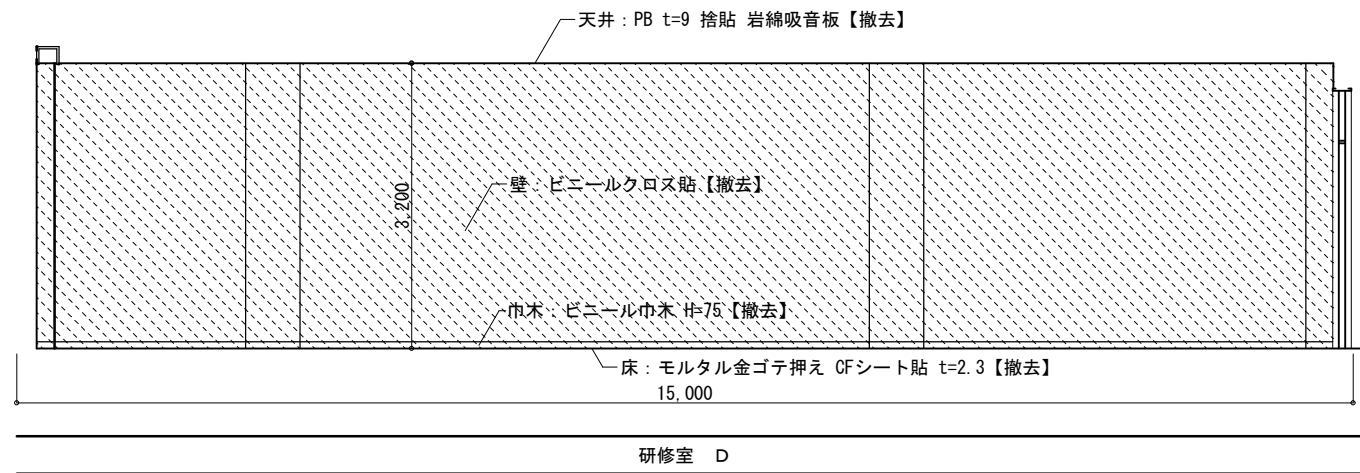 天井：PB t=9 捨貼 岩綿吸音板【撤去】
壁：ビニールクロス貼【撤去】
3,200
巾木：ビニール巾木 H=75【撤去】
床：モルタル金ゴテ押え CFシート貼 t=2.3【撤去】
15,000
研修室 D